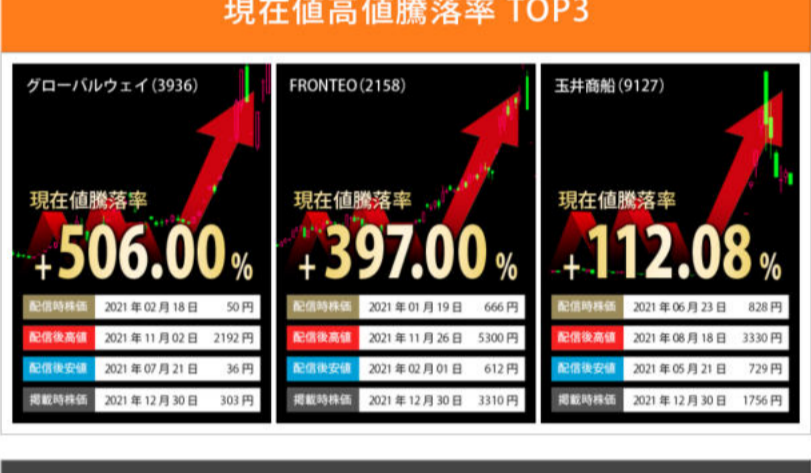 現在値高値騰落率 TOP3
グローバルウェイ(3936)
現在値騰落率
+506.00%
配信時株価 2021年02月18日 50円
配信後高値 2021年11月02日 2192円
配信後安値 2021年07月21日 36円
掲載時株価 2021年12月30日 303円
FRONTEO(2158)
現在値騰落率
+397.00%
配信時株価 2021年01月19日 666円
配信後高値 2021年11月26日 5300円
配信後安値 2021年02月01日 612円
掲載時株価 2021年12月30日 3310円
玉井商船(9127)
現在値騰落率
+112.08%
配信時株価 2021年06月23日 828円
配信後高値 2021年08月18日 3330円
配信後安値 2021年05月21日 729円
掲載時株価 2021年12月30日 1756円